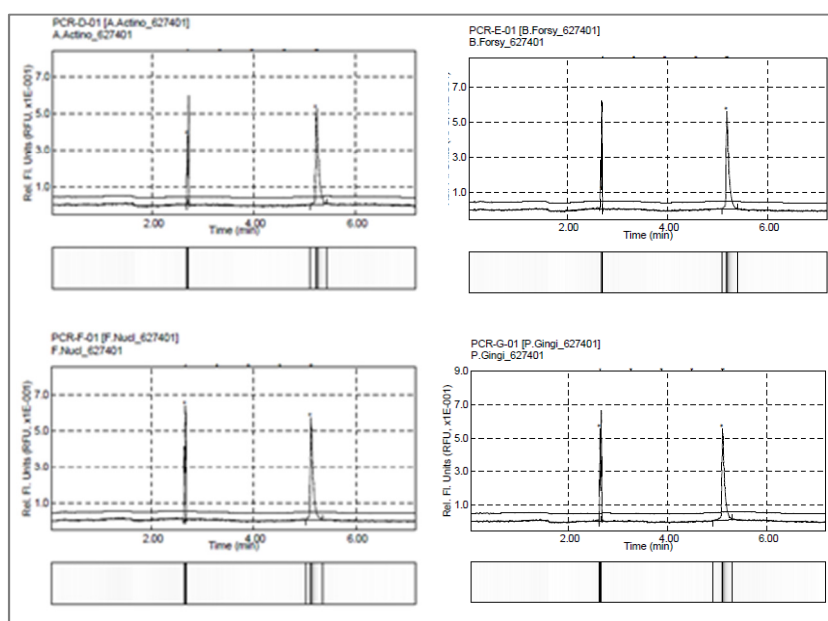 PCR-D-01 [A.Actino_627401]
A.Actino_627401
Rel. Fl. Units (RFU, x1E-001)
7.0
5.0
3.0
1.0
2.00 4.00 6.00
Time (min)
PCR-E-01 [B.Forsy_627401]
B.Forsy_627401
7.0
5.0
3.0
1.0
2.00 4.00 6.00
Time (min)
PCR-F-01 [F.Nucl_627401]
F.Nucl_627401
Rel. Fl. Units (RFU, x1E-001)
7.0
5.0
3.0
1.0
2.00 4.00 6.00
Time (min)
PCR-G-01 [P.Gingi_627401]
P.Gingi_627401
Rel. Fl. Units (RFU, x1E-001)
9.0
7.0
5.0
3.0
1.0
2.00 4.00 6.00
Time (min)